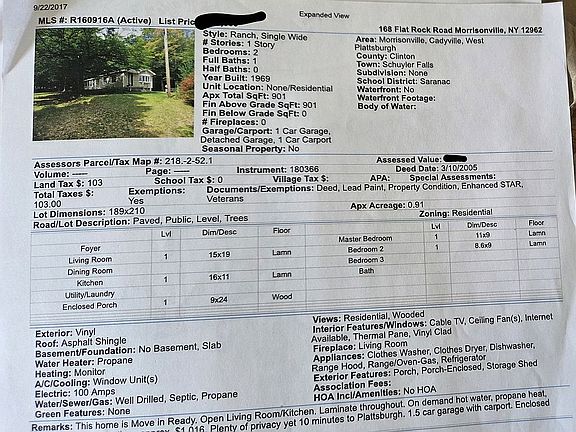 9/22/2017
Expanded View
MLS #: R160916A (Active) List Pric
168 Flat Rock Road Morrisonville, NY 12962
Style: Ranch, Single Wide
# Stories: 1 Story
Bedrooms: 2
Full Baths: 1
Half Baths: 0
Year Built: 1969
Unit Location: None/Residential
Apx Total SqFt: 901
Fin Above Grade SqFt: 901
Fin Below Grade SqFt: 0
# Fireplaces: 0
Garage/Carport: 1 Car Garage,
Detached Garage, 1 Car Carport
Seasonal Property: No
Area: Morrisonville, Cadyville, West
Plattsburgh
County: Clinton
Town: Schuyler Falls
Subdivision: None
School District: Saranac
Waterfront: No
Waterfront Footage:
Body of Water:
Assessors Parcel/Tax Map #: 218.-2-52.1
Assessed Value:
Volume: ----- Page: ----- Instrument: 180366 Deed Date: 3/10/2005
Land Tax $: 103 School Tax $: 0 Village Tax $: APA: Special Assessments:
Total Taxes $: Exemptions: Documents/Exemptions: Deed, Lead Paint, Property Condition, Enhanced STAR,
103.00 Yes Veterans
Lot Dimensions: 189x210 Apx Acreage: 0.91
Road/Lot Description: Paved, Public, Level, Trees Zoning: Residential
Lvl Dim/Desc Floor Lvl Dim/Desc Floor
Foyer Master Bedroom 1 11x9 Lamn
Living Room 1 15x19 Lamn Bedroom 2 1 8.6x9 Lamn
Dining Room Bedroom 3
Kitchen 1 16x11 Lamn Bath
Utility/Laundry
Enclosed Porch 1 9x24 Wood
Exterior: Vinyl
Roof: Asphalt Shingle
Basement/Foundation: No Basement, Slab
Water Heater: Propane
Heating: Monitor
A/C/Cooling: Window Unit(s)
Electric: 100 Amps
Water/Sewer/Gas: Well Drilled, Septic, Propane
Green Features: None
Views: Residential, Wooded
Interior Features/Windows: Cable TV, Ceiling Fan(s), Internet
Available, Thermal Pane, Vinyl Clad
Fireplace: Living Room
Appliances: Clothes Washer, Clothes Dryer, Dishwasher,
Range Hood, Range/Oven-Gas, Refrigerator
Exterior Features: Porch, Porch-Enclosed, Storage Shed
Association Fees:
HOA Incl/Amenities: No HOA
Remarks: This home is Move in Ready. Open Living Room/Kitchen. Laminate throughout. On demand hot water, propane heat,
$1,016. Plenty of privacy yet 10 minutes to Plattsburgh. 1.5 car garage with carport. Enclosed